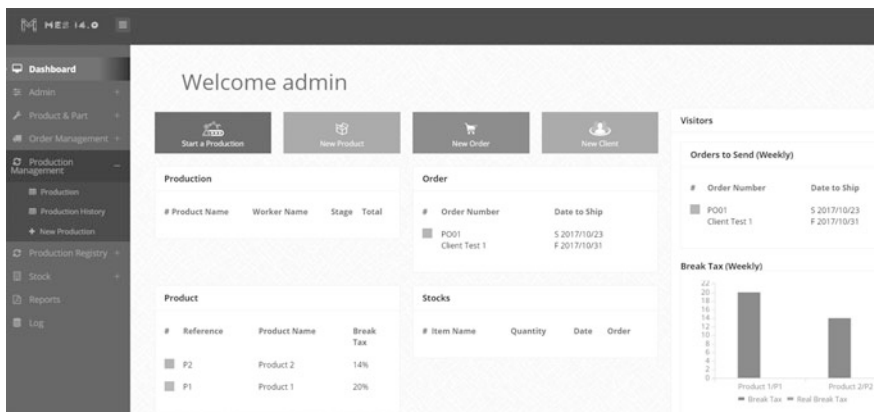 MES I4.0
Dashboard
Admin +
Product & Part +
Order Management +
Production
Management −
Production
Production History
+ New Production
Production Registry +
Stock +
Reports
Log
Welcome admin
Start a Production
New Product
New Order
New Client
Production
# Product Name Worker Name Stage Total
Order
# Order Number Date to Ship
PO01 S 2017/10/23
Client Test 1 F 2017/10/31
Product
# Reference Product Name Break
Tax
P2 Product 2 14%
P1 Product 1 20%
Stocks
# Item Name Quantity Date Order
Visitors
Orders to Send (Weekly)
# Order Number Date to Ship
PO01 S 2017/10/23
Client Test 1 F 2017/10/31
Break Tax (Weekly)
22
20
18
16
14
12
10
8
6
4
2
0
Product 1/P1 Product 2/P2
Break Tax Real Break Tax